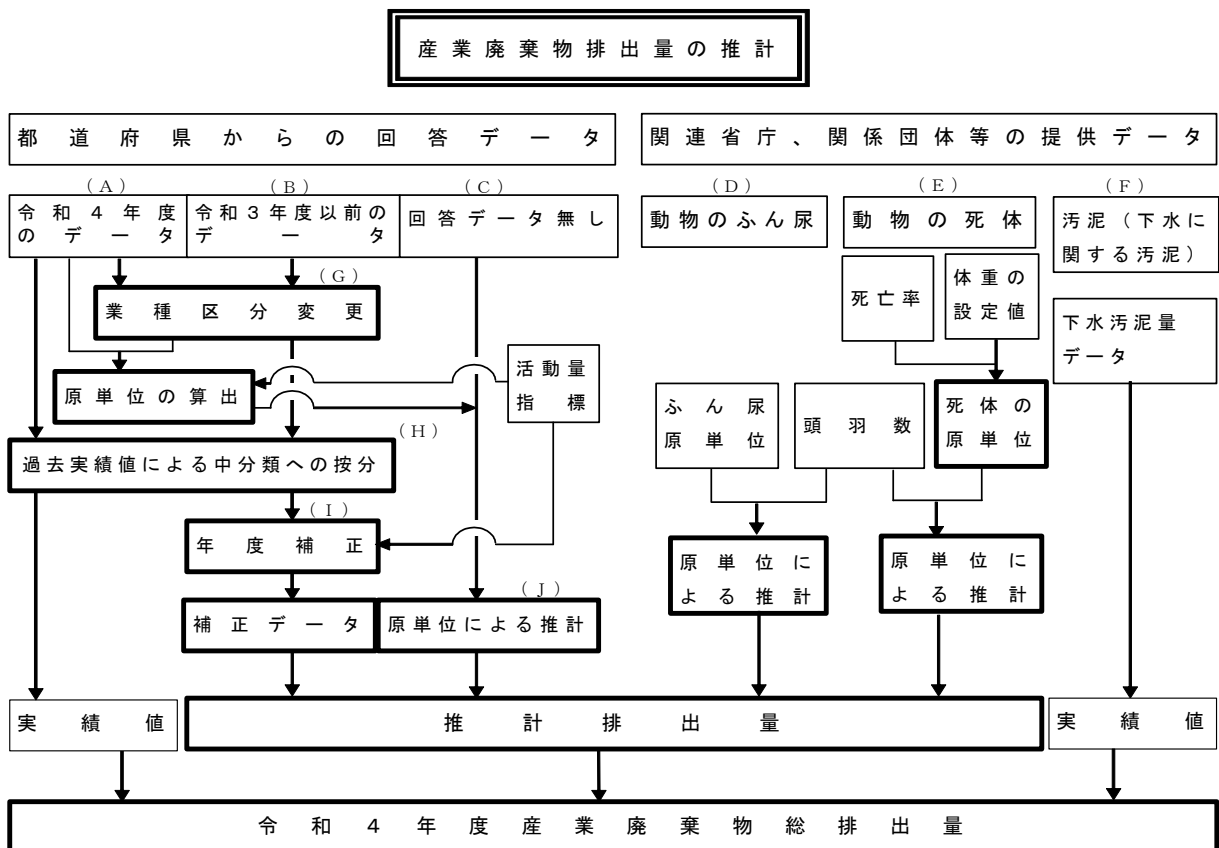 産業廃棄物排出量の推計
都道府県からの回答データ
関連省庁、関係団体等の提供データ
(A)
(B)
(C)
(D)
(E)
(F)
令和4年度
のデータ
令和3年度以前の
データ
回答データ無し
動物のふん尿
動物の死体
汚泥(下水に
関する汚泥)
(G)
業種区分変更
死亡率
体重の
設定値
下水汚泥量
データ
原単位の算出
活動量
指標
ふん尿
原単位
頭羽数
死体の
原単位
(H)
過去実績値による中分類への按分
(I)
年度補正
原単位に
よる推計
原単位に
よる推計
(J)
補正データ
原単位による推計
実績値
推計排出量
実績値
令和4年度産業廃棄物総排出量